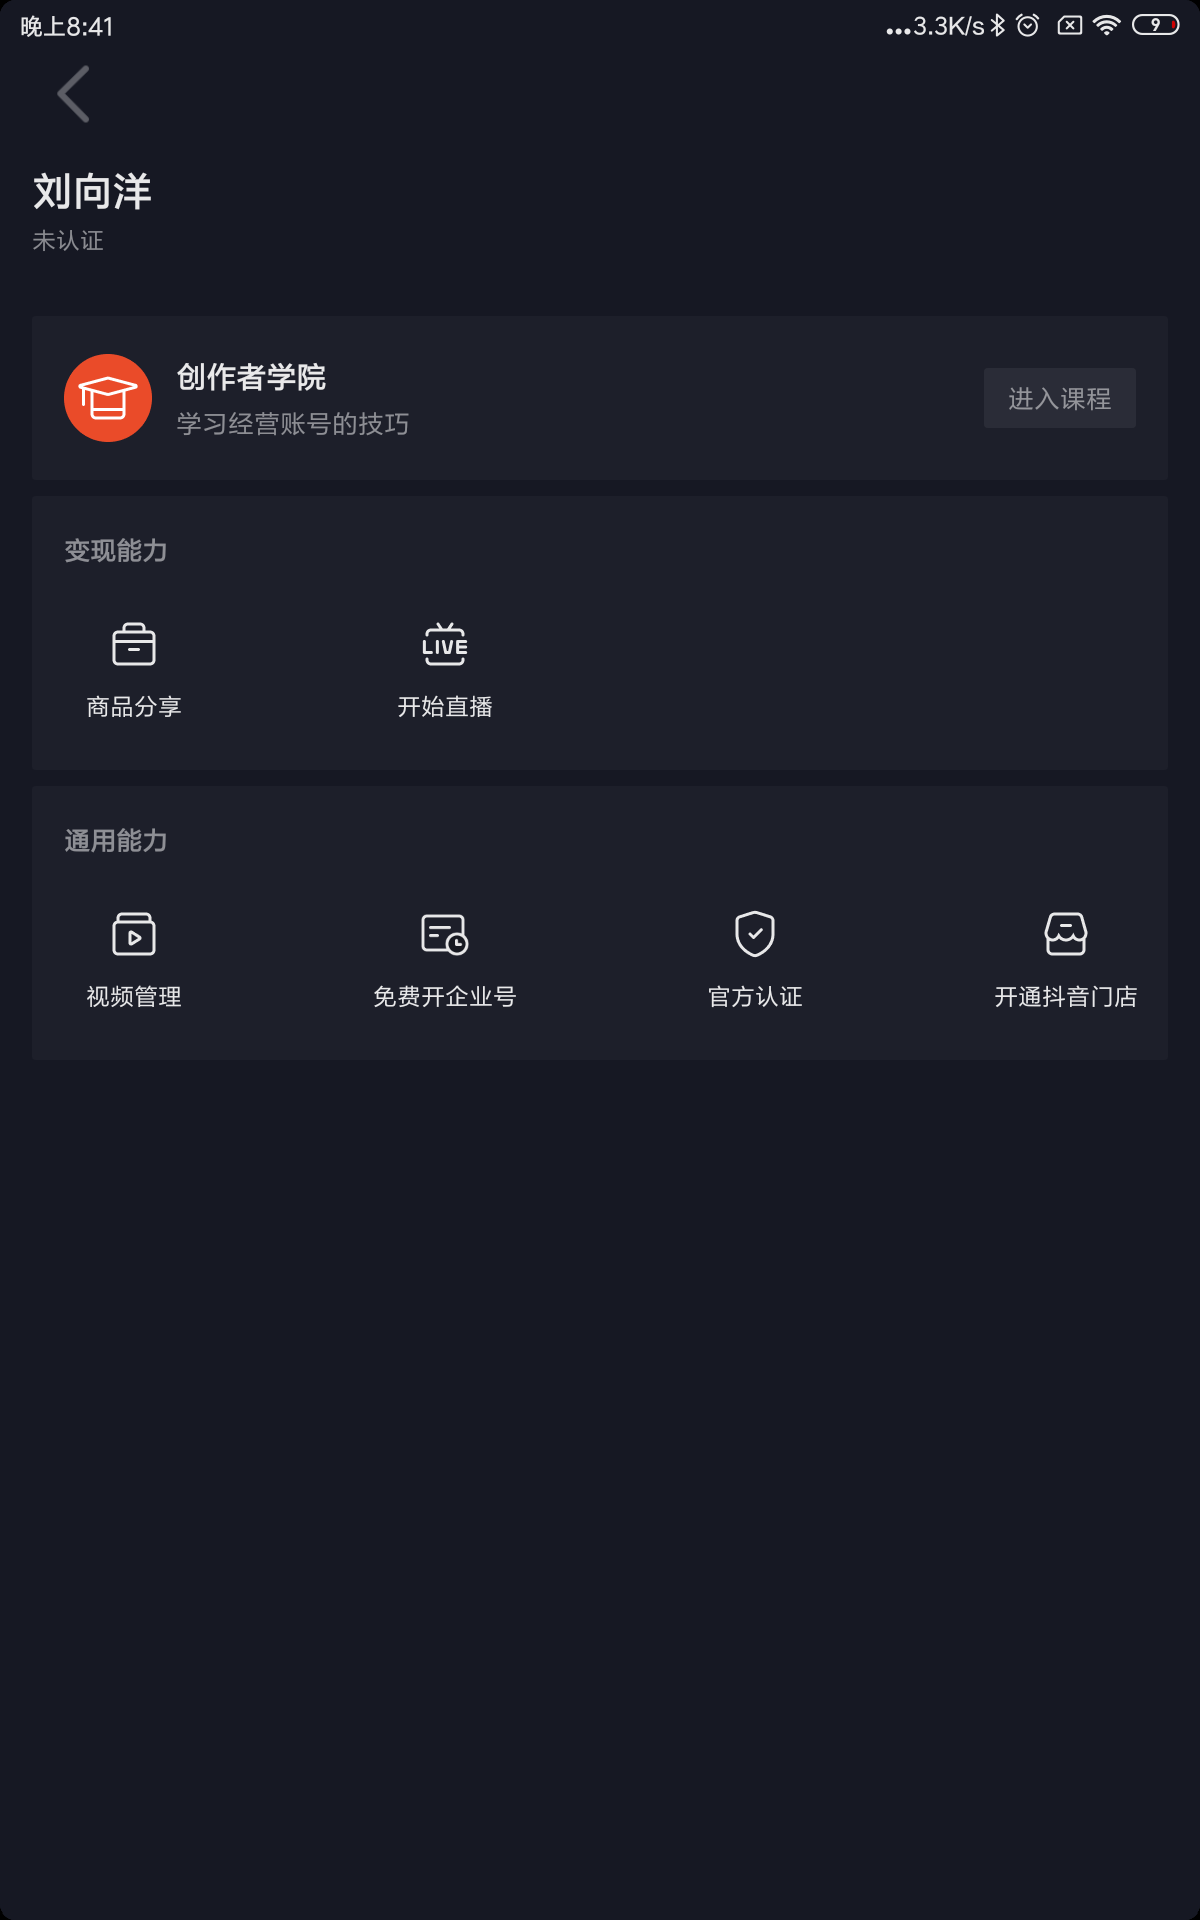 晚上8:41
...3.3K/s
9
刘向洋
未认证
创作者学院
学习经营账号的技巧
进入课程
变现能力
LIVE
商品分享
开始直播
通用能力
视频管理
免费开企业号
官方认证
开通抖音门店